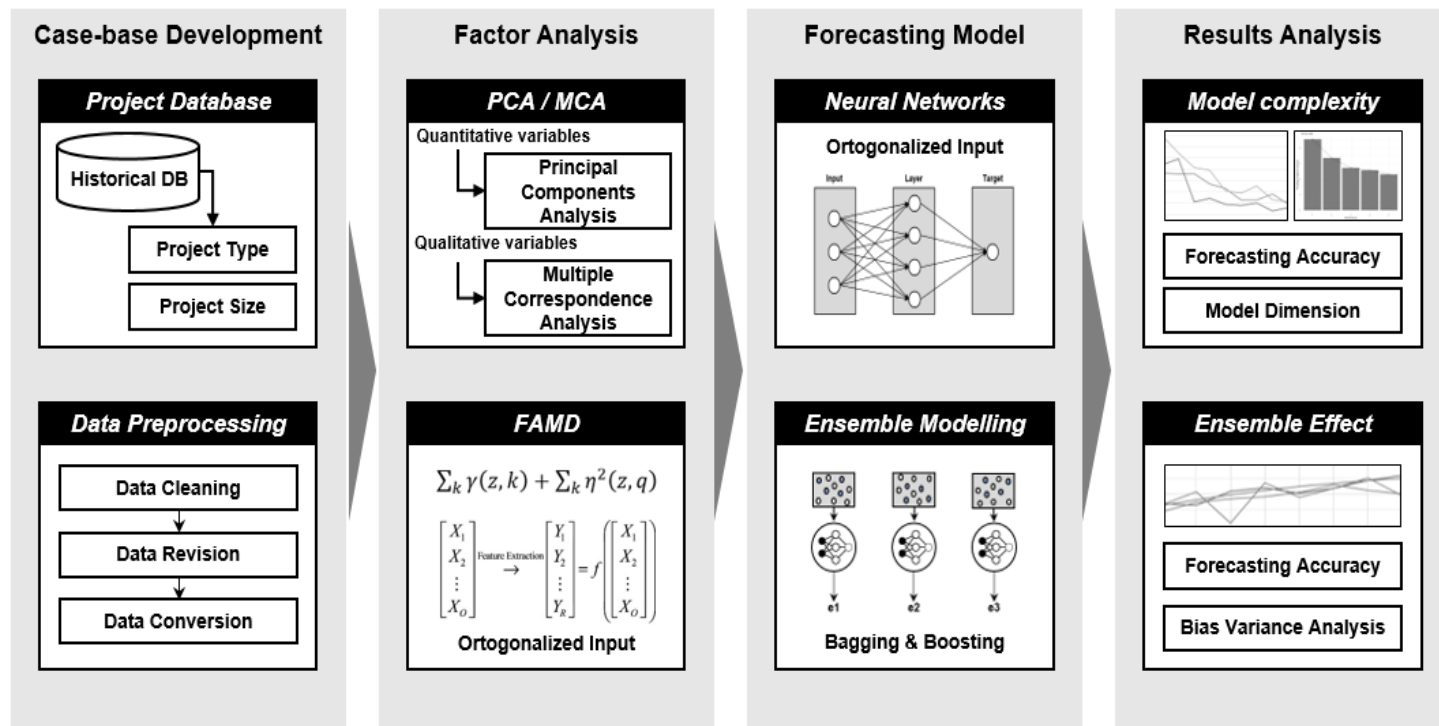 Case-base Development
Project Database
Historical DB
Project Type
Project Size
Data Preprocessing
Data Cleaning
Data Revision
Data Conversion
Factor Analysis
PCA / MCA
Quantitative variables
Principal
Components
Analysis
Qualitative variables
Multiple
Correspondence
Analysis
FAMD
∑ₖ γ(z, k) + ∑ₖ η²(z, q)
[X₁ X₂ ⋮ X_O] Feature Extraction → [Y₁ Y₂ ⋮ Y_R] = f([X₁ X₂ ⋮ X_O])
Ortogonalized Input
Forecasting Model
Neural Networks
Ortogonalized Input
Input Layer Target
Ensemble Modelling
e1 e2 e3
Bagging & Boosting
Results Analysis
Model complexity
Forecasting Accuracy
Model Dimension
Ensemble Effect
Forecasting Accuracy
Bias Variance Analysis